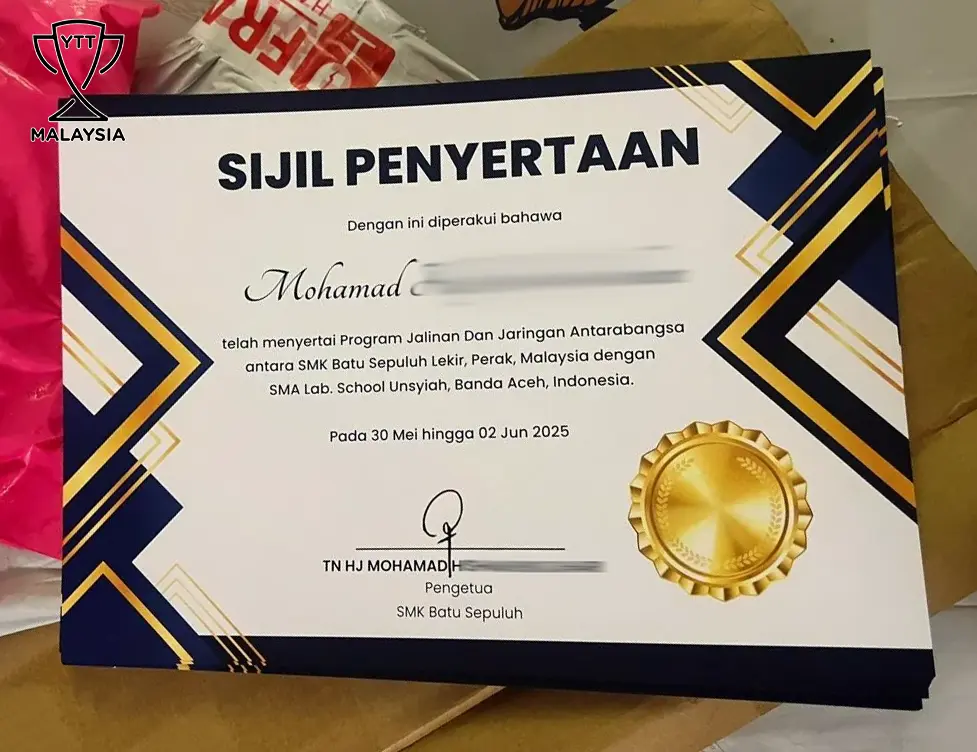 YTT
MALAYSIA
SIJIL PENYERTAAN
Dengan ini diperakui bahawa
Mohamad
telah menyertai Program Jalinan Dan Jaringan Antarabangsa
antara SMK Batu Sepuluh Lekir, Perak, Malaysia dengan
SMA Lab. School Unsyiah, Banda Aceh, Indonesia.
Pada 30 Mei hingga 02 Jun 2025
TN HJ MOHAMAD
Pengetua
SMK Batu Sepuluh